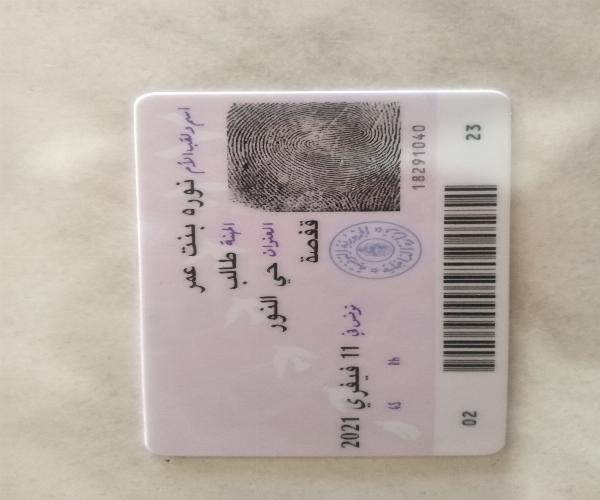 اسم ولقب الأم نوره بنت عمر
المهنة طالب
العنوان حي النور
قفصة
تونس في 11 فيفري 2021
18291040
23
02